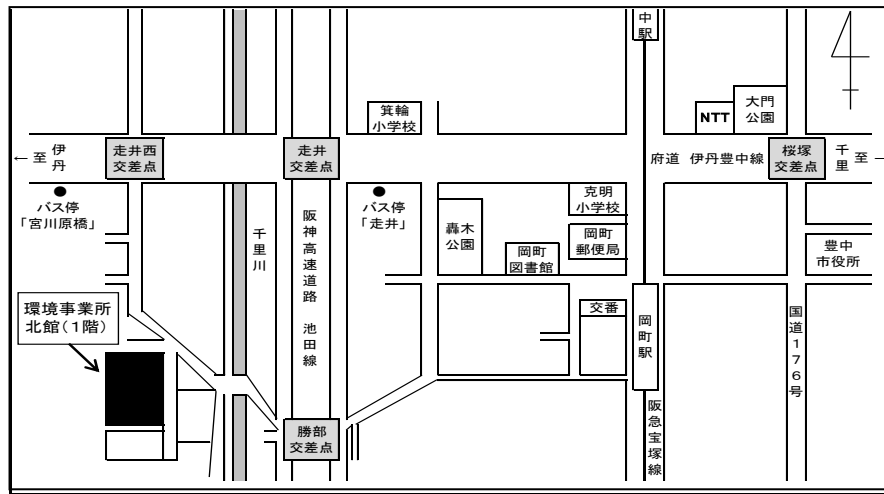 中
駅
箕輪
小学校
NTT
大門
公園
伊
丹
至
←
走井西
交差点
走井
交差点
府道 伊丹豊中線
桜塚
交差点
千
里
至
→
バス停
「宮川原橋」
千
里
川
阪
神
高
速
道
路
池
田
線
バス停
「走井」
轟木
公園
克明
小学校
岡町
郵便局
岡町
図書館
豊中
市役所
環境事業所
北館(1階)
交番
岡
町
駅
国
道
1
7
6
号
勝部
交差点
阪
急
宝
塚
線